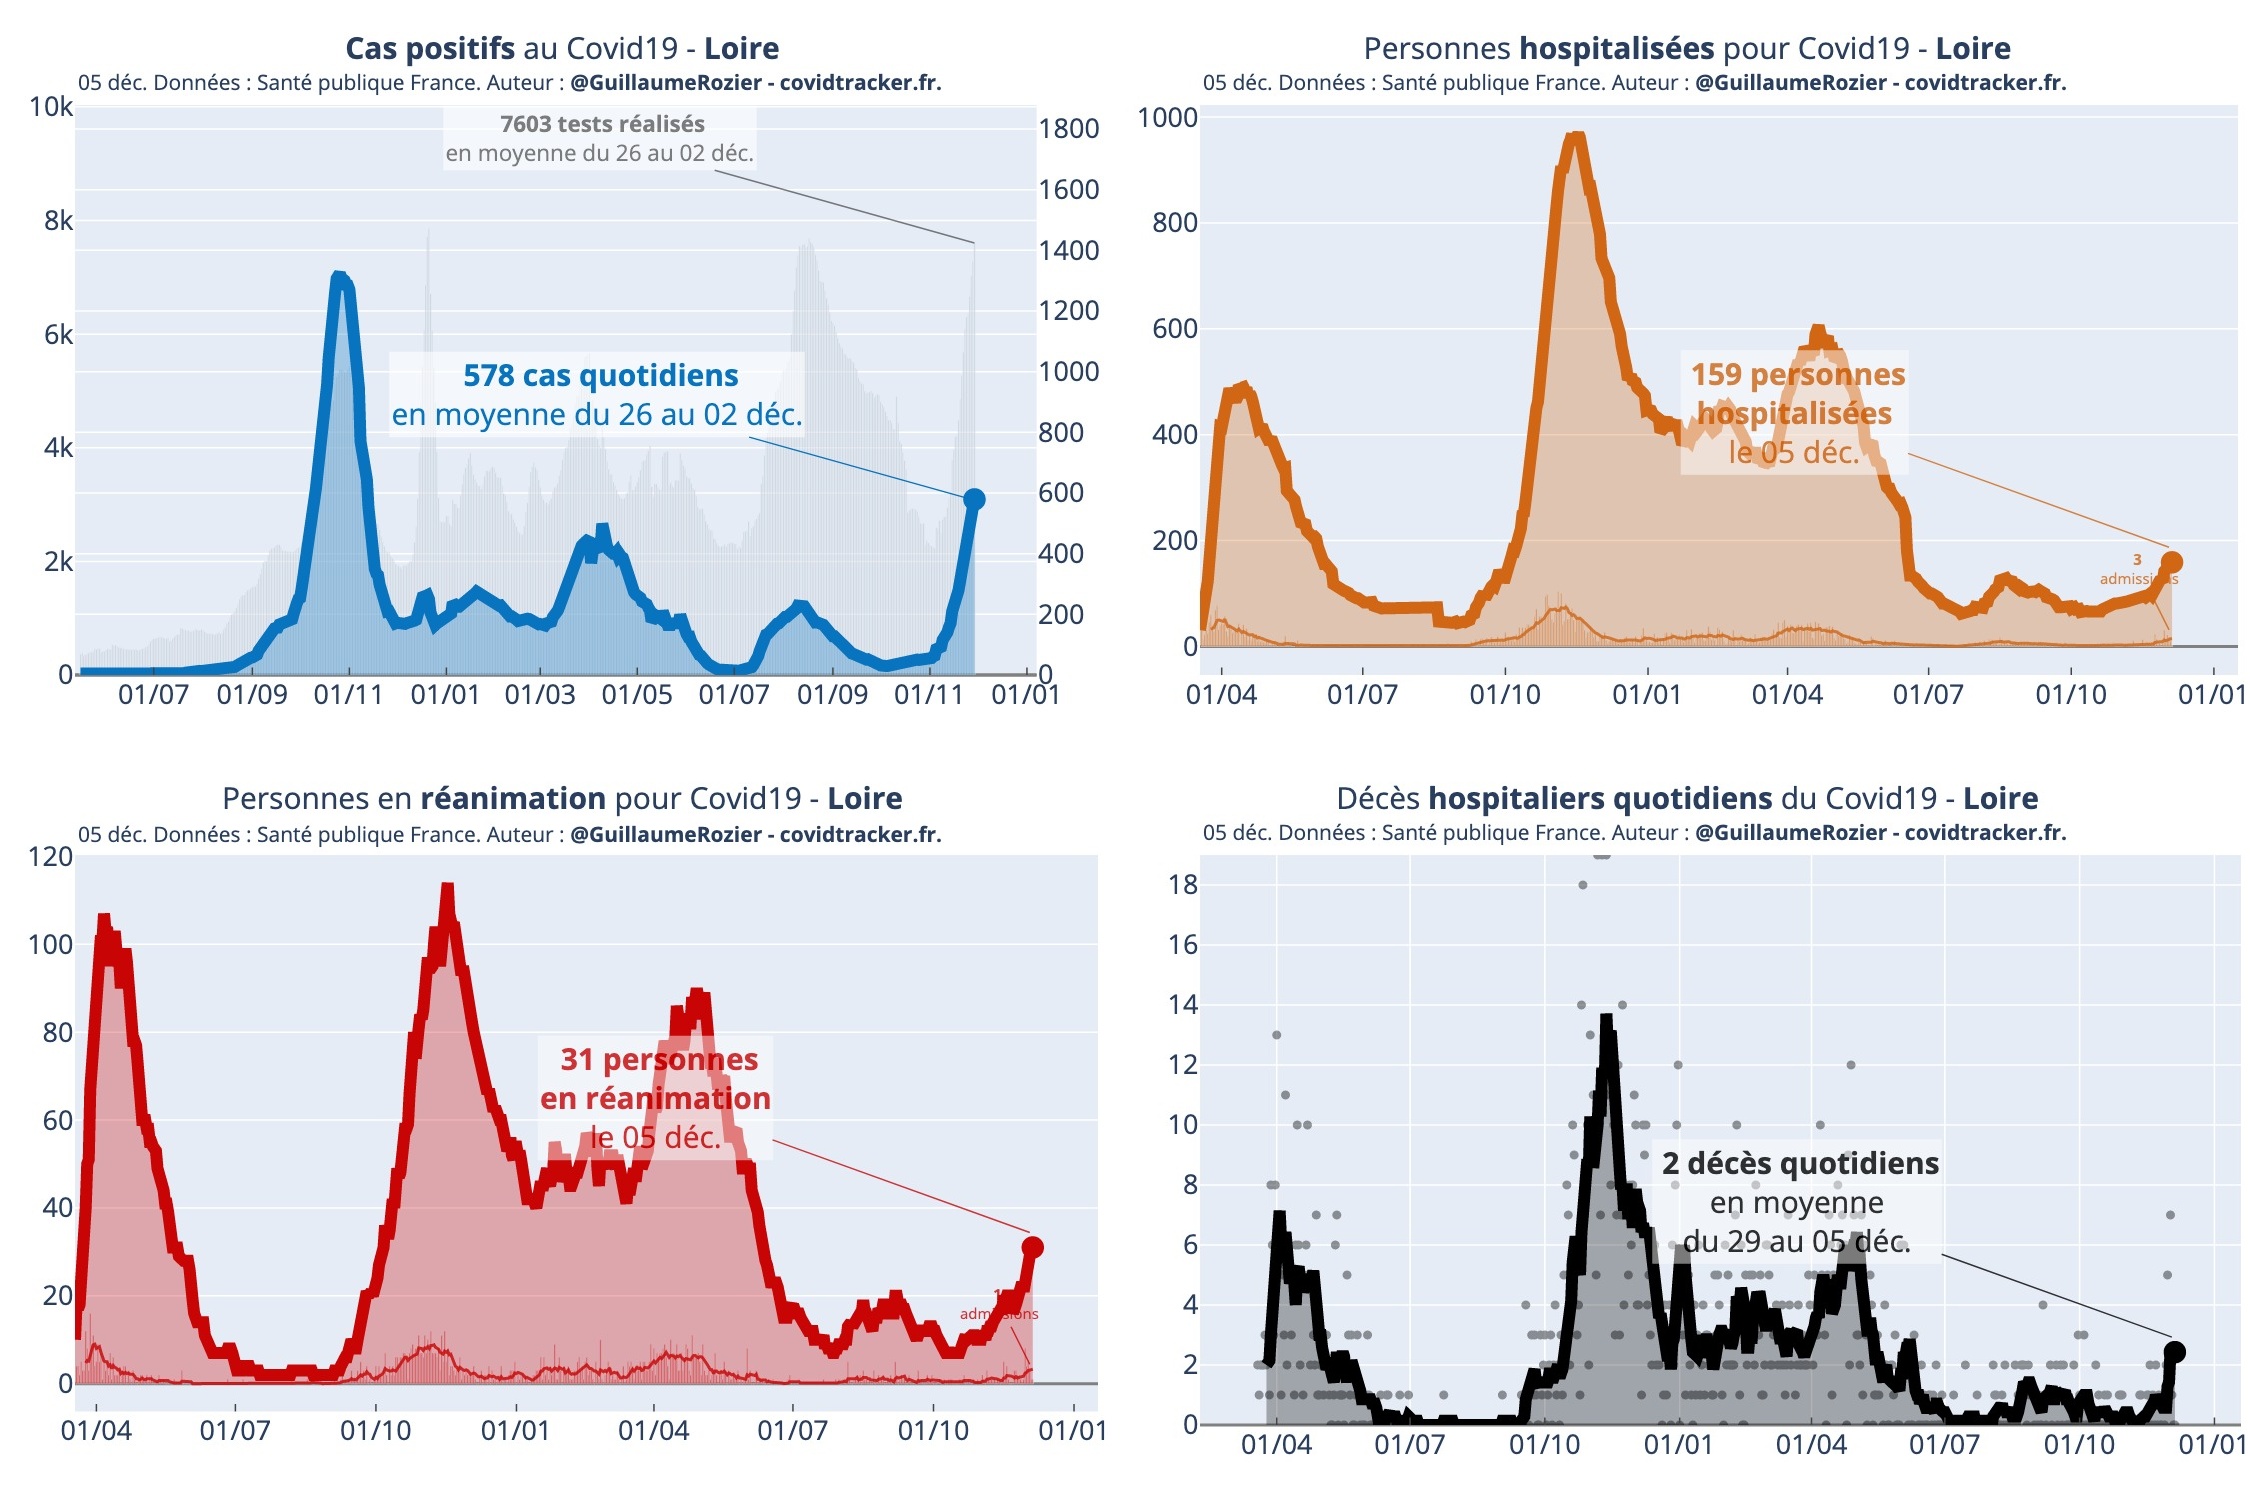 Cas positifs au Covid19 - Loire
05 déc. Données : Santé publique France. Auteur : @GuillaumeRozier - covidtracker.fr.
10k
8k
6k
4k
2k
0
1800
1600
1400
1200
1000
800
600
400
200
0
7603 tests réalisés
en moyenne du 26 au 02 déc.
578 cas quotidiens
en moyenne du 26 au 02 déc.
01/07 01/09 01/11 01/01 01/03 01/05 01/07 01/09 01/11 01/01
Personnes hospitalisées pour Covid19 - Loire
05 déc. Données : Santé publique France. Auteur : @GuillaumeRozier - covidtracker.fr.
1000
800
600
400
200
0
159 personnes
hospitalisées
le 05 déc.
3
admissions
01/04 01/07 01/10 01/01 01/04 01/07 01/10 01/01
Personnes en réanimation pour Covid19 - Loire
05 déc. Données : Santé publique France. Auteur : @GuillaumeRozier - covidtracker.fr.
120
100
80
60
40
20
0
31 personnes
en réanimation
le 05 déc.
admissions
01/04 01/07 01/10 01/01 01/04 01/07 01/10 01/01
Décès hospitaliers quotidiens du Covid19 - Loire
05 déc. Données : Santé publique France. Auteur : @GuillaumeRozier - covidtracker.fr.
18
16
14
12
10
8
6
4
2
0
2 décès quotidiens
en moyenne
du 29 au 05 déc.
01/04 01/07 01/10 01/01 01/04 01/07 01/10 01/01